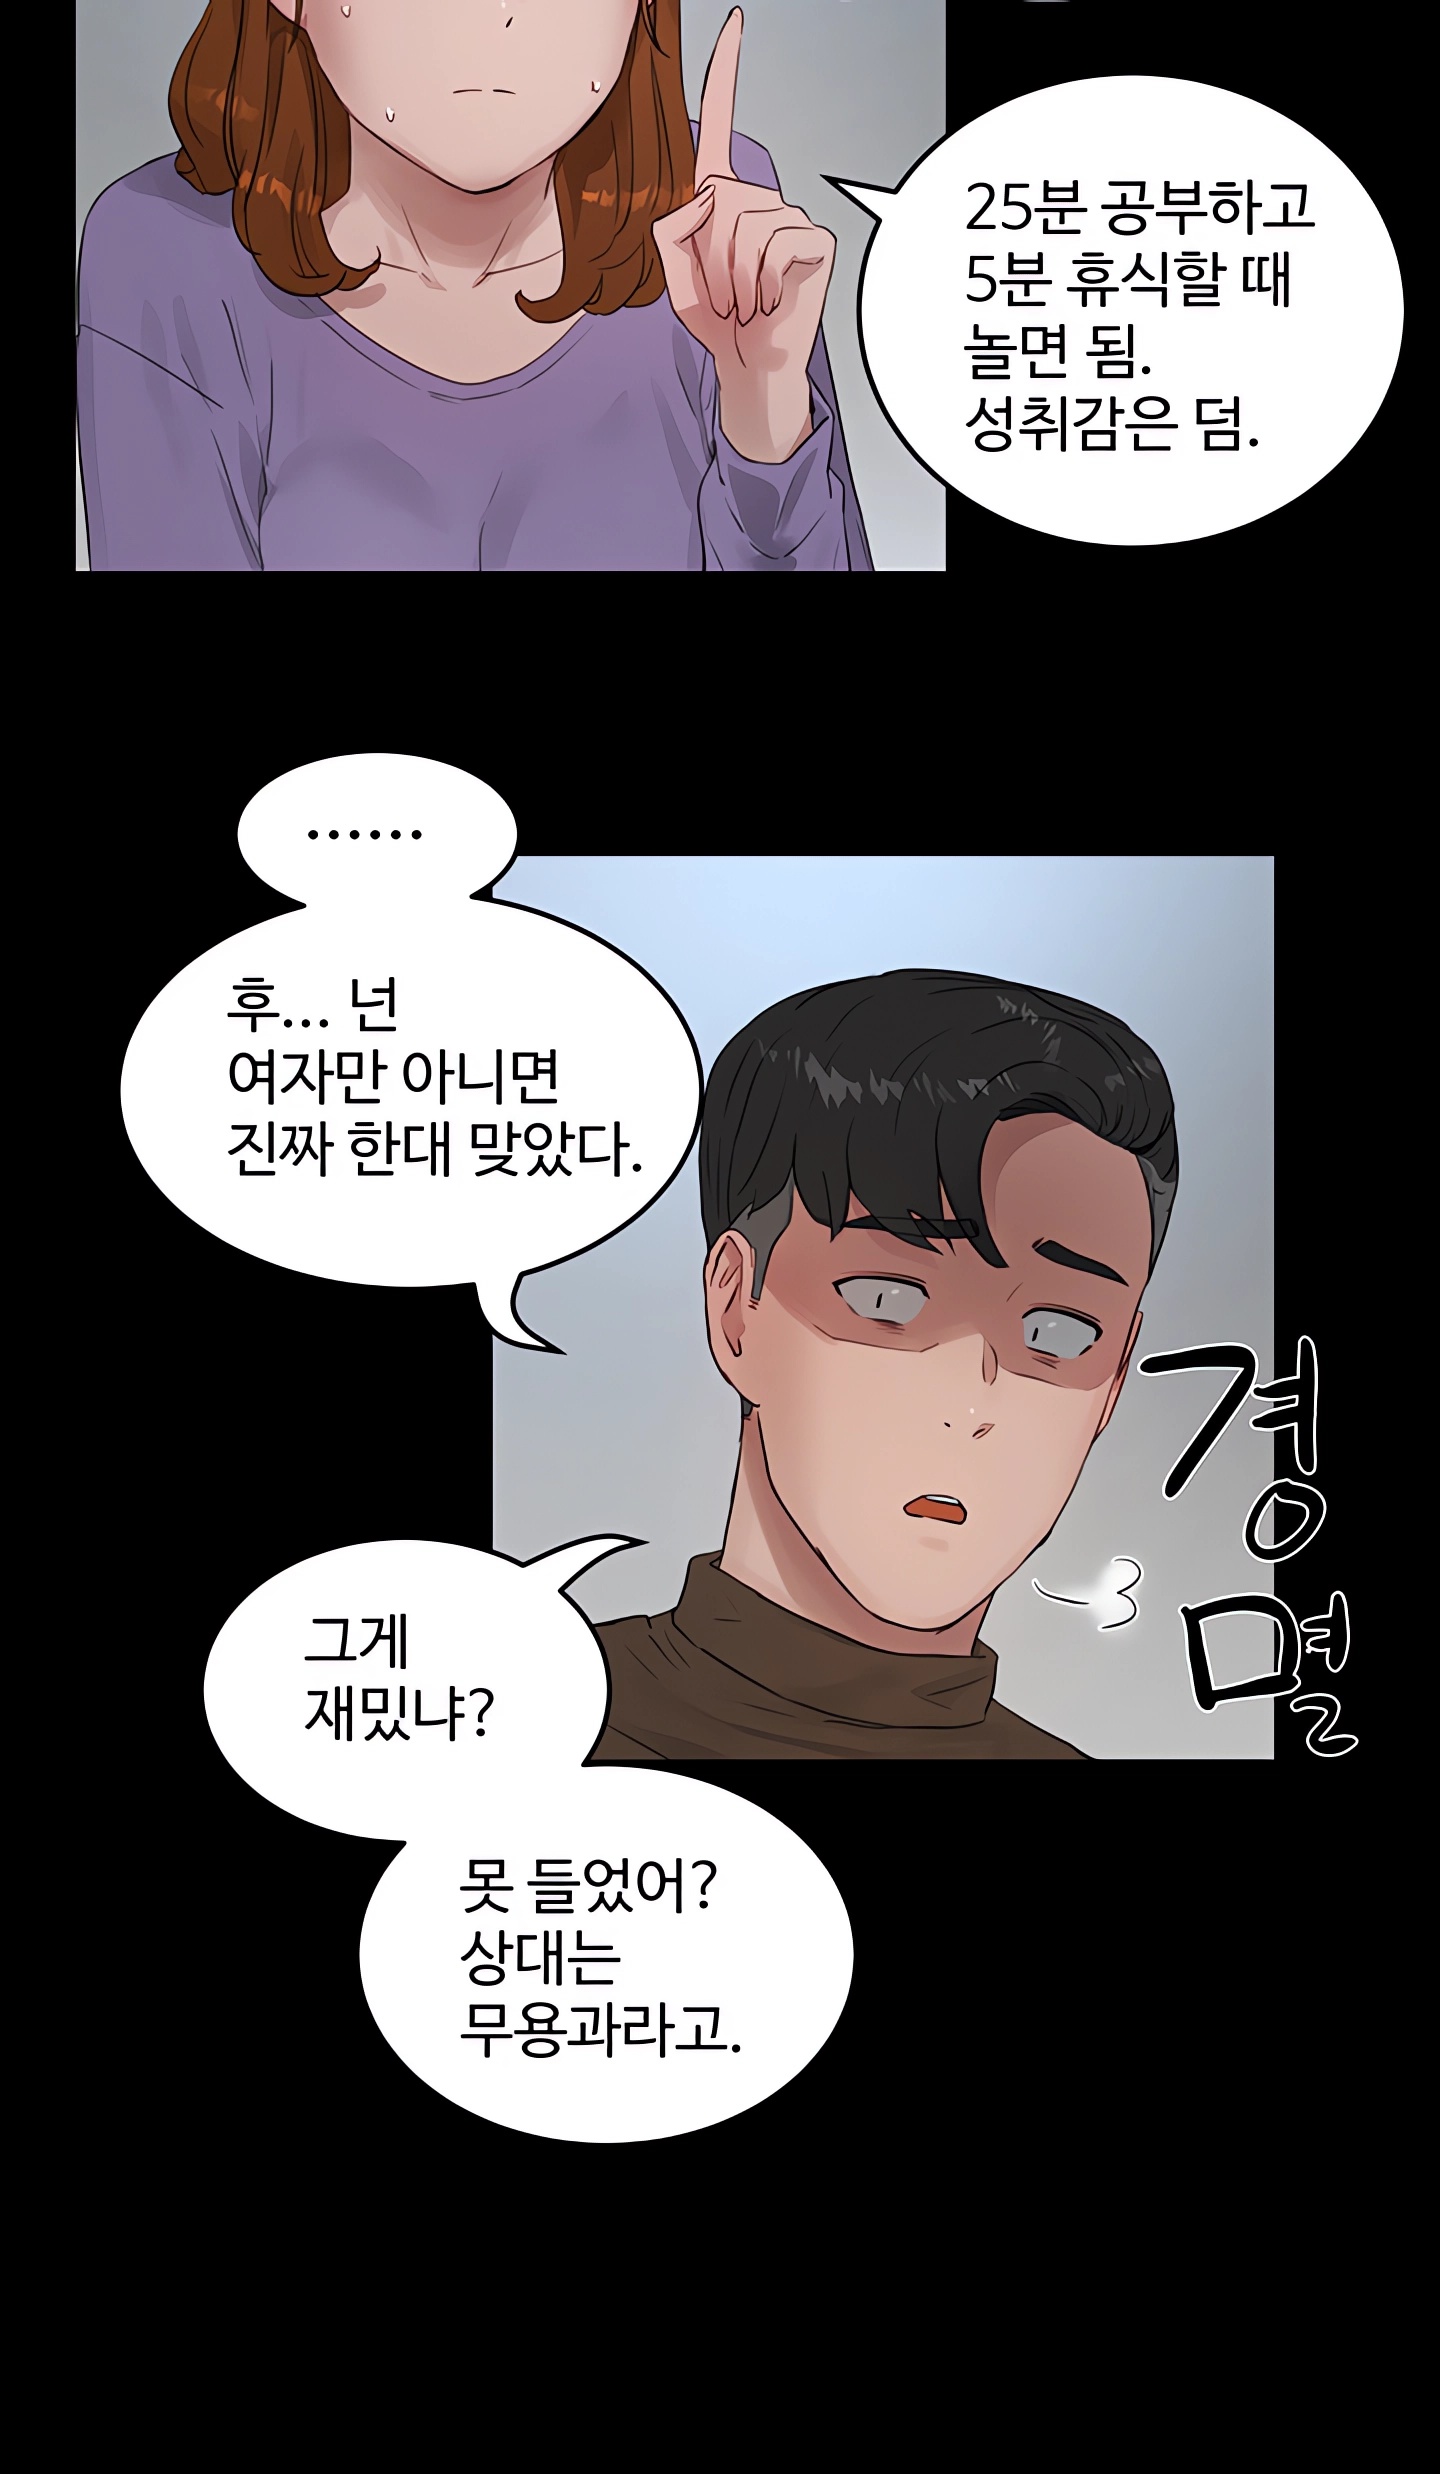 25분 공부하고
5분 휴식할 때
놀면 됨.
성취감은 덤.
......
후... 넌
여자만 아니면
진짜 한대 맞았다.
경
멸
그게
재밌냐?
못 들었어?
상대는
무용과라고.